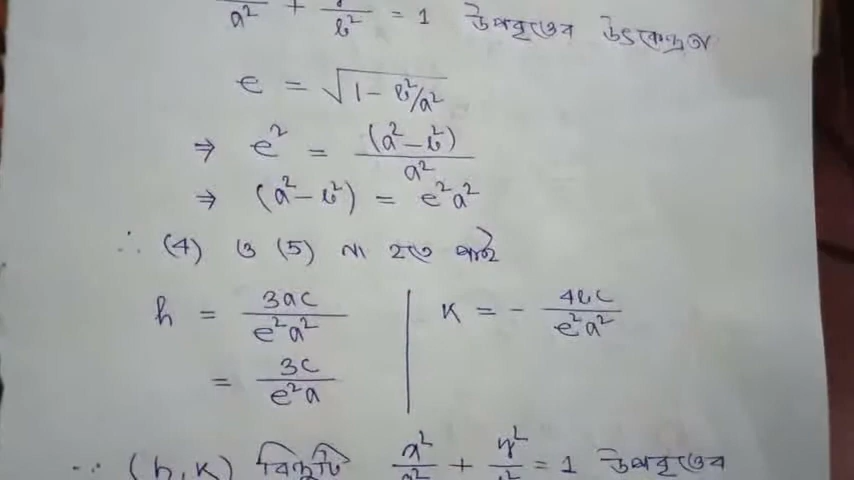 a² + b² = 1 উপবৃত্তের উৎকেন্দ্রতা
e = √1 - b²/a²
⇒ e² = (a² - b²)/a²
⇒ (a² - b²) = e²a²
∴ (4) ও (5) নং হতে পাই
h = 3ac/e²a² | k = - 4bc/e²a²
= 3c/e²a
∴ (h, k) বিন্দুটি x²/a² + y²/b² = 1 উপবৃত্তের